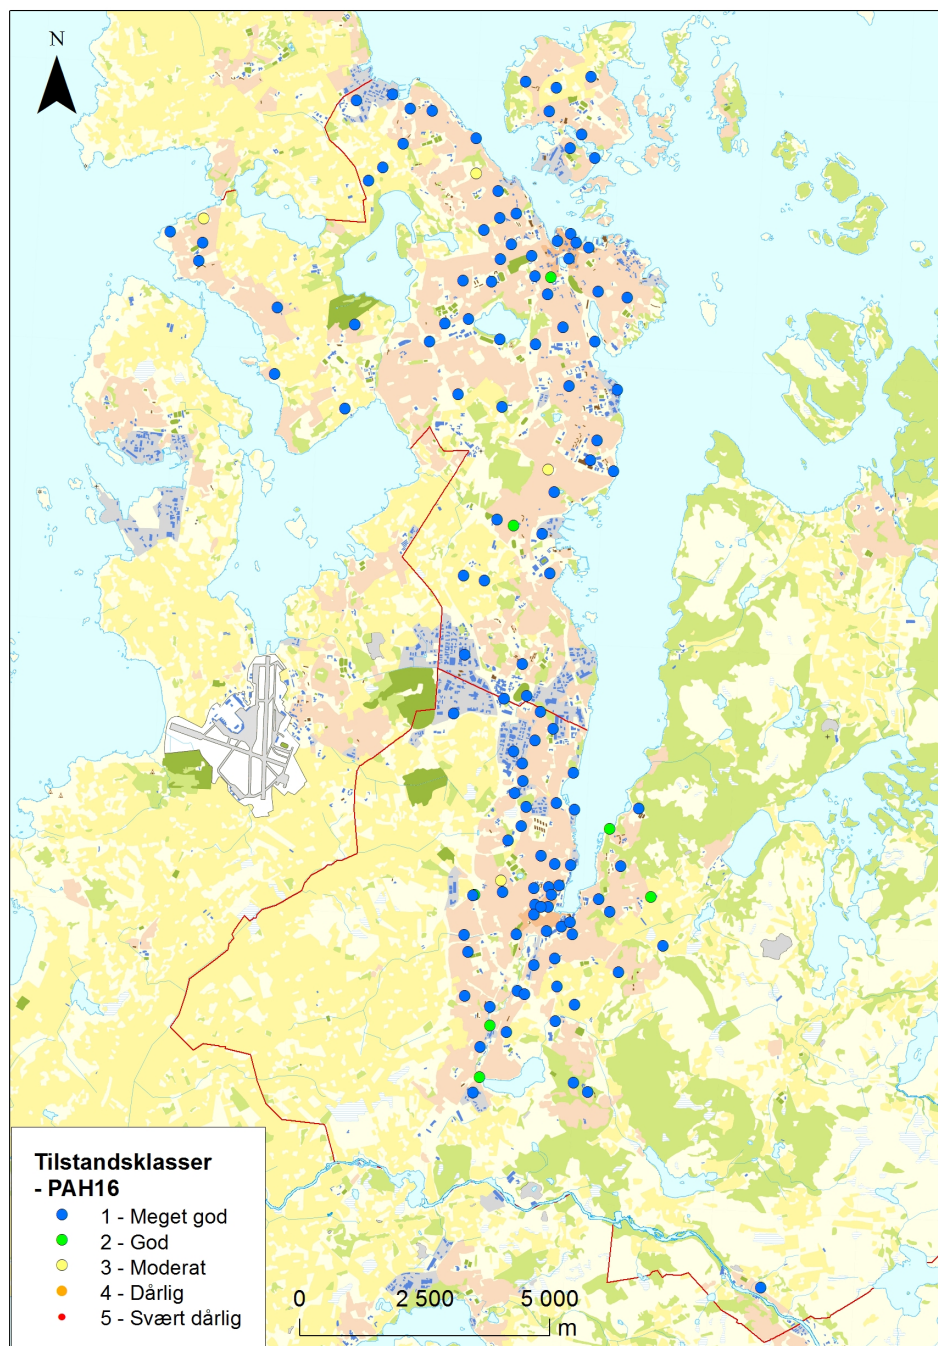 N
Tilstandsklasser
- PAH16
1 - Meget god
2 - God
3 - Moderat
4 - Dårlig
5 - Svært dårlig
0 2 500 5 000
m